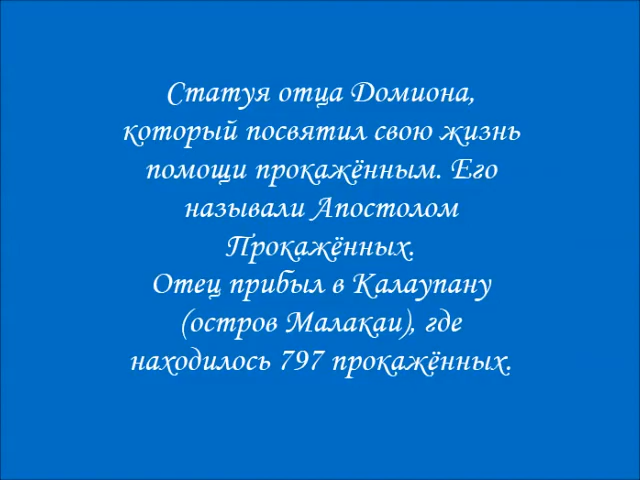 Статуя отца Домиона,
который посвятил свою жизнь
помощи прокажённым. Его
называли Апостолом
Прокажённых.
Отец прибыл в Калаупану
(остров Малакаи), где
находилось 797 прокажённых.